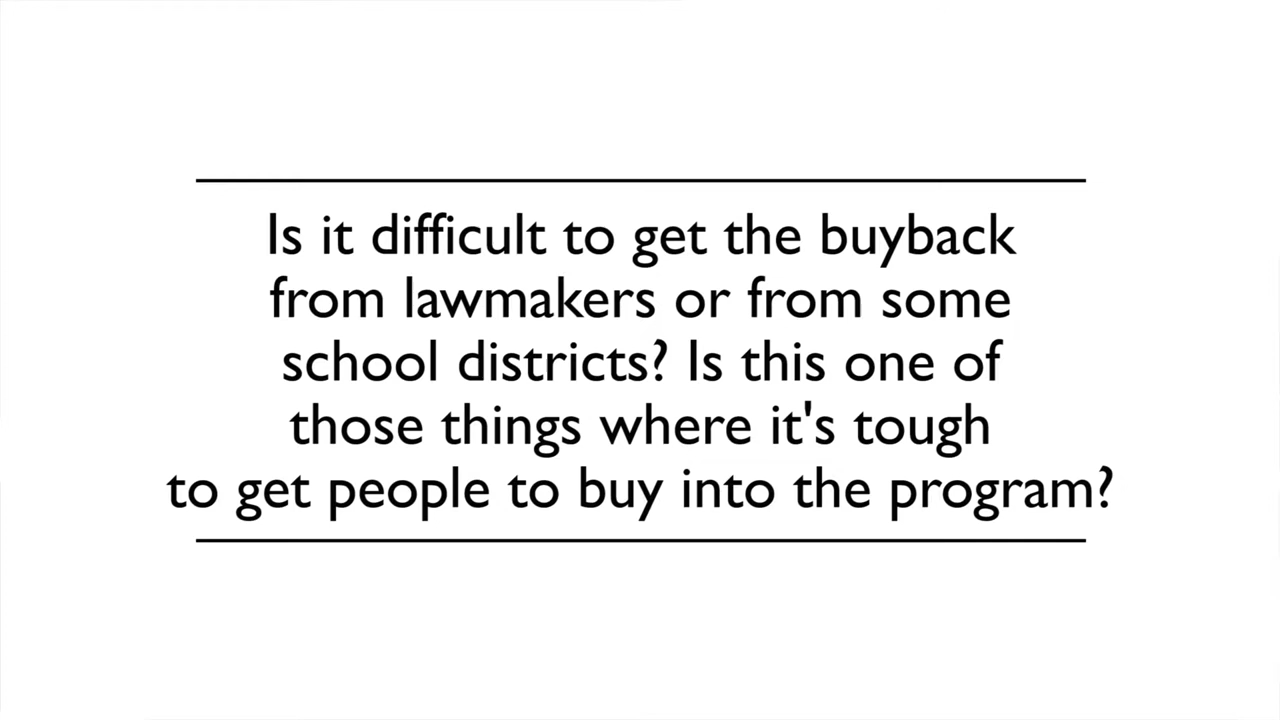 Is it difficult to get the buyback
from lawmakers or from some
school districts? Is this one of
those things where it's tough
to get people to buy into the program?